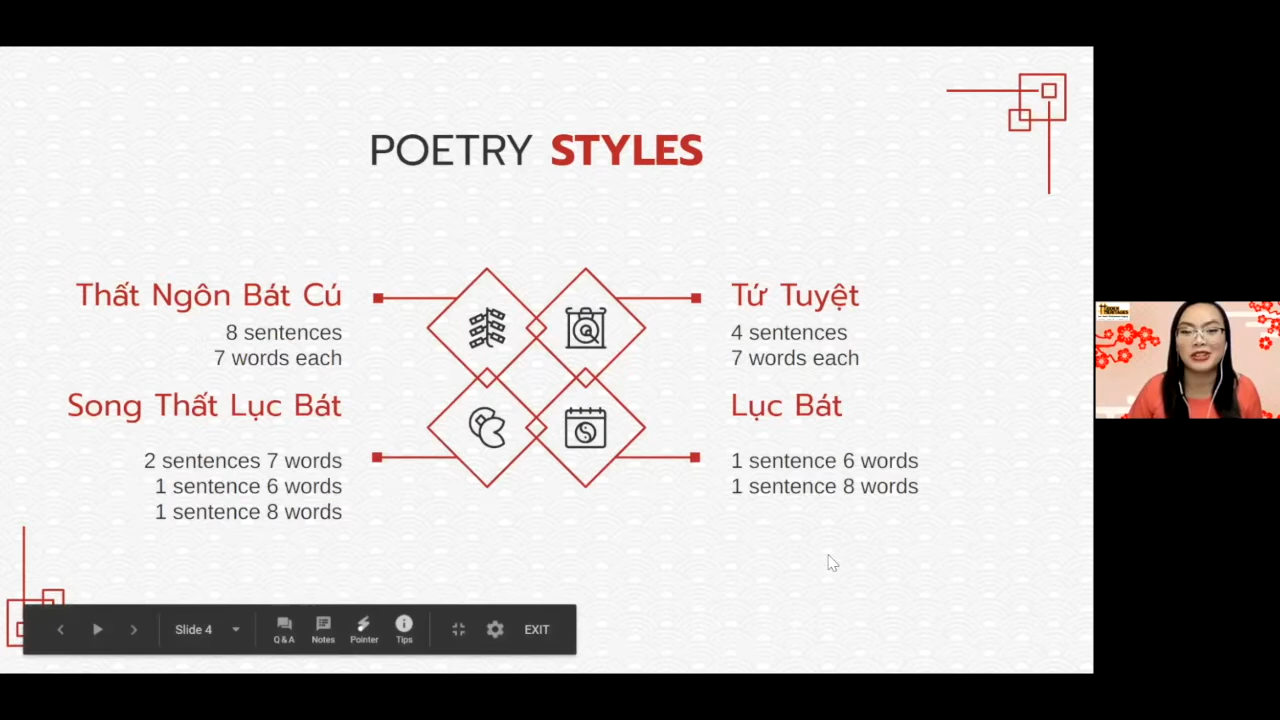 POETRY STYLES
Thất Ngôn Bát Cú
8 sentences
7 words each
Tứ Tuyệt
4 sentences
7 words each
Song Thất Lục Bát
2 sentences 7 words
1 sentence 6 words
1 sentence 8 words
Lục Bát
1 sentence 6 words
1 sentence 8 words
Slide 4
Q&A
Notes
Pointer
Tips
EXIT